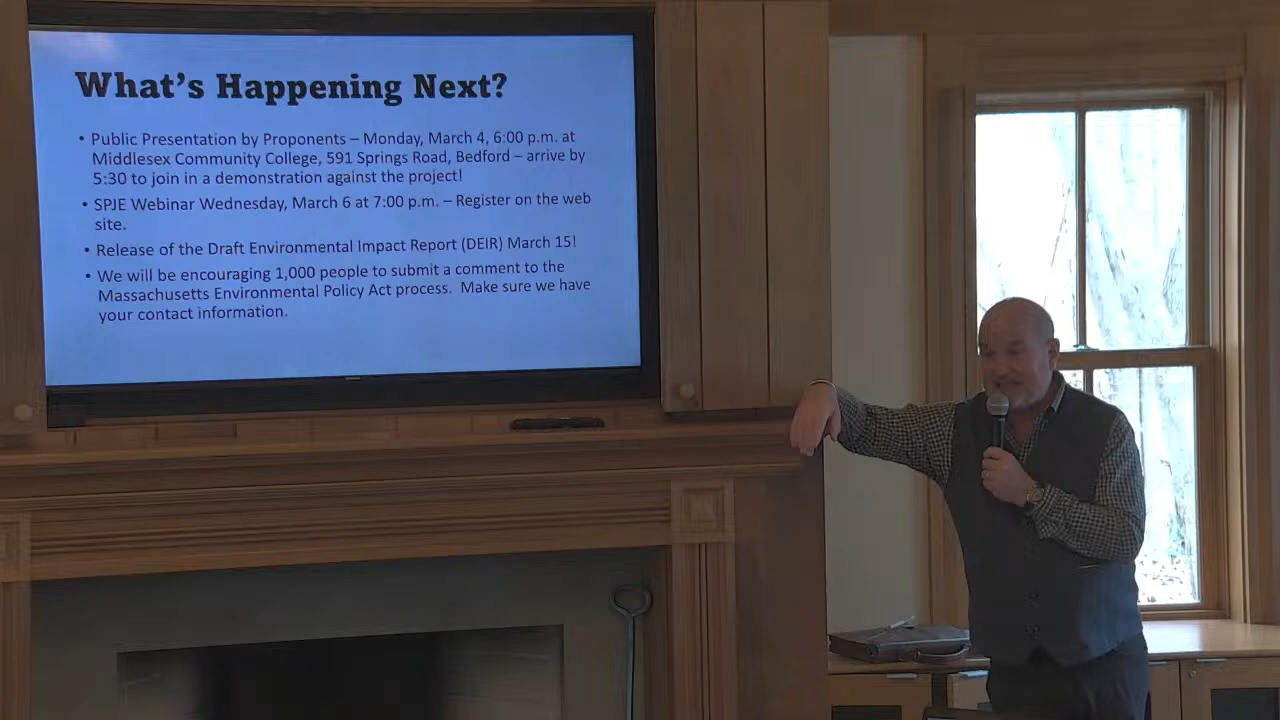 What's Happening Next?
• Public Presentation by Proponents – Monday, March 4, 6:00 p.m. at
Middlesex Community College, 591 Springs Road, Bedford – arrive by
5:30 to join in a demonstration against the project!
• SPJE Webinar Wednesday, March 6 at 7:00 p.m. – Register on the web
site.
• Release of the Draft Environmental Impact Report (DEIR) March 15!
• We will be encouraging 1,000 people to submit a comment to the
Massachusetts Environmental Policy Act process.  Make sure we have
your contact information.